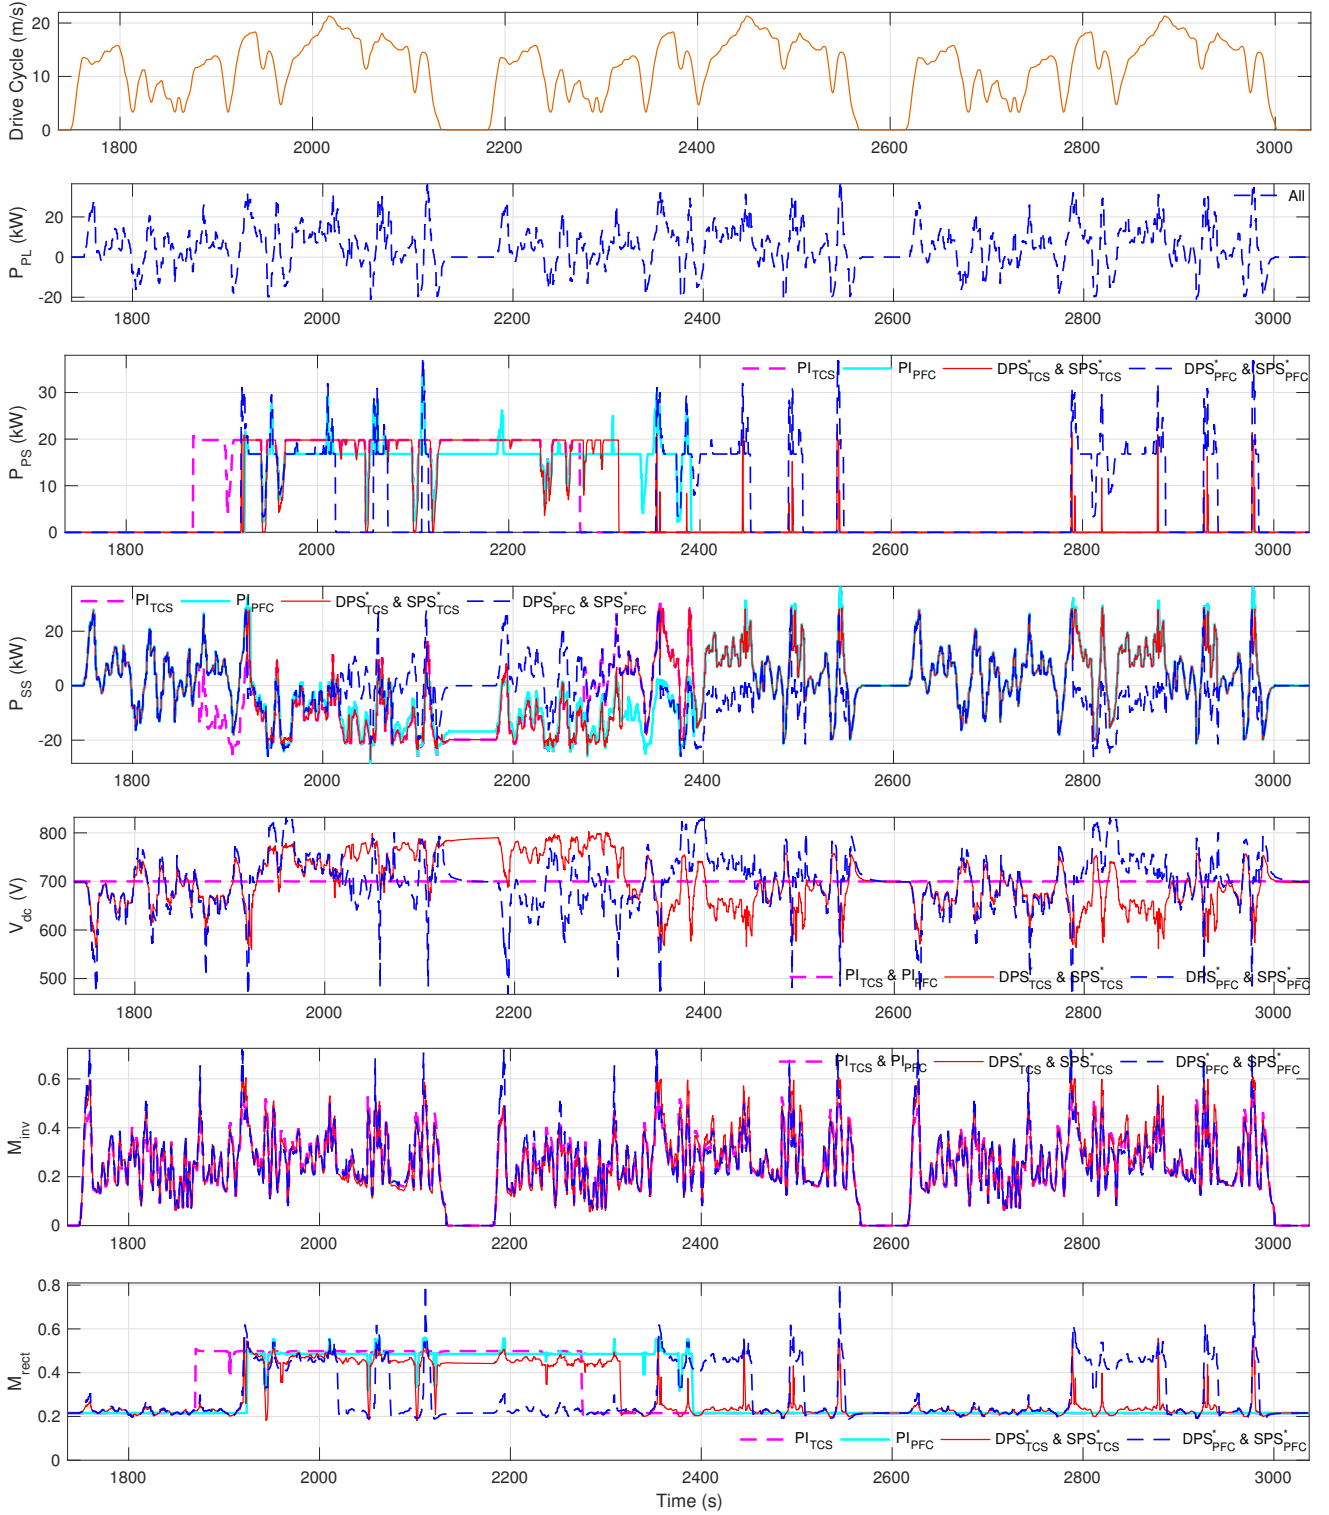 Drive Cycle (m/s)
20
10
0
1800 2000 2200 2400 2600 2800 3000
P_PL (kW)
20
0
-20
All
1800 2000 2200 2400 2600 2800 3000
P_PS (kW)
30
20
10
0
PI_TCS PI_PFC DPS*_TCS & SPS*_TCS DPS*_PFC & SPS*_PFC
1800 2000 2200 2400 2600 2800 3000
P_SS (kW)
20
0
-20
PI_TCS PI_PFC DPS*_TCS & SPS*_TCS DPS*_PFC & SPS*_PFC
1800 2000 2200 2400 2600 2800 3000
V_dc (V)
800
700
600
500
PI_TCS & PI_PFC DPS*_TCS & SPS*_TCS DPS*_PFC & SPS*_PFC
1800 2000 2200 2400 2600 2800 3000
M_inv
0.6
0.4
0.2
0
PI_TCS & PI_PFC DPS*_TCS & SPS*_TCS DPS*_PFC & SPS*_PFC
1800 2000 2200 2400 2600 2800 3000
M_rect
0.8
0.6
0.4
0.2
0
PI_TCS PI_PFC DPS*_TCS & SPS*_TCS DPS*_PFC & SPS*_PFC
1800 2000 2200 2400 2600 2800 3000
Time (s)